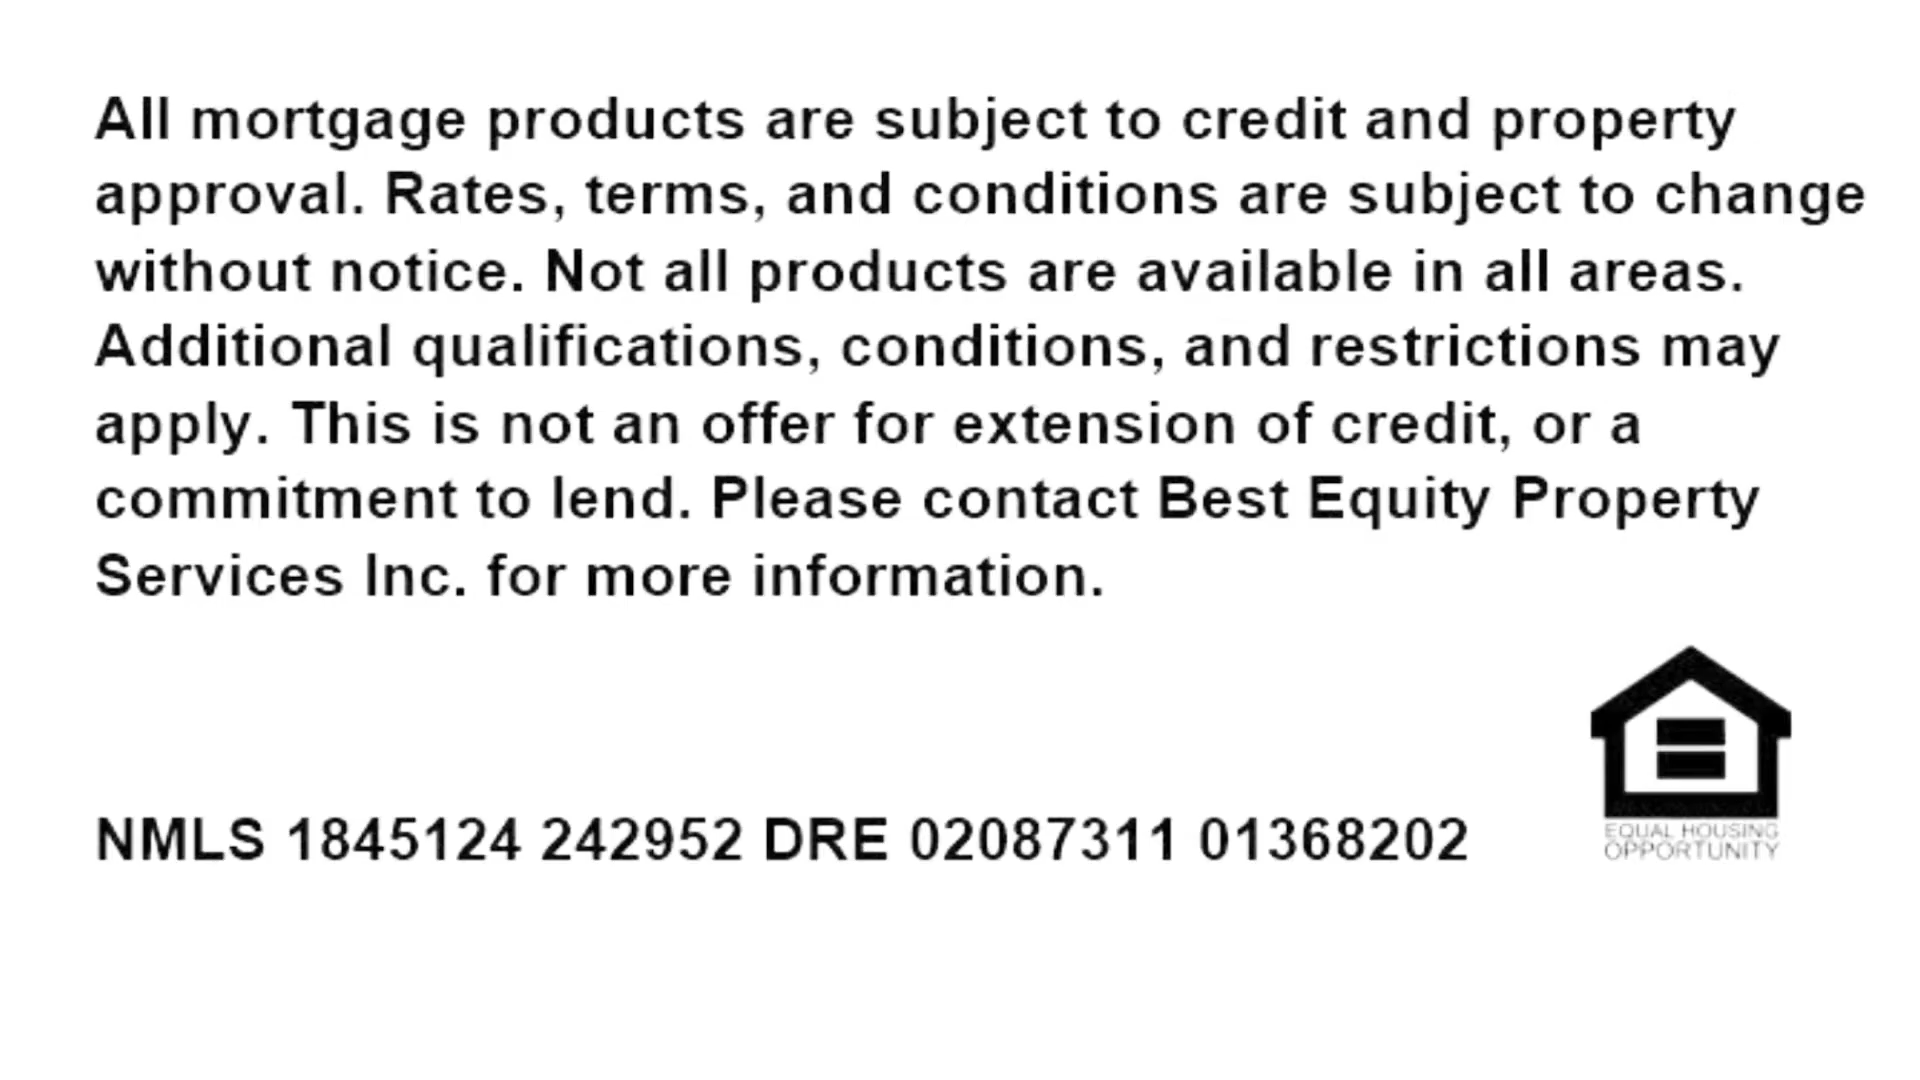 All mortgage products are subject to credit and property
approval. Rates, terms, and conditions are subject to change
without notice. Not all products are available in all areas.
Additional qualifications, conditions, and restrictions may
apply. This is not an offer for extension of credit, or a
commitment to lend. Please contact Best Equity Property
Services Inc. for more information.
NMLS 1845124 242952 DRE 02087311 01368202
EQUAL HOUSING
OPPORTUNITY